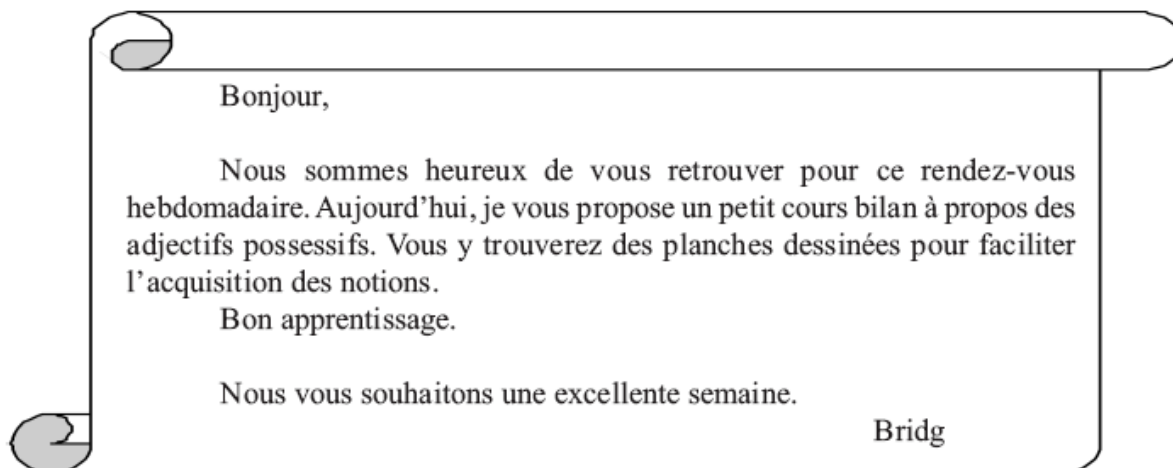 Bonjour,
Nous sommes heureux de vous retrouver pour ce rendez-vous
hebdomadaire. Aujourd’hui, je vous propose un petit cours bilan à propos des
adjectifs possessifs. Vous y trouverez des planches dessinées pour faciliter
l’acquisition des notions.
Bon apprentissage.
Nous vous souhaitons une excellente semaine.
Bridg